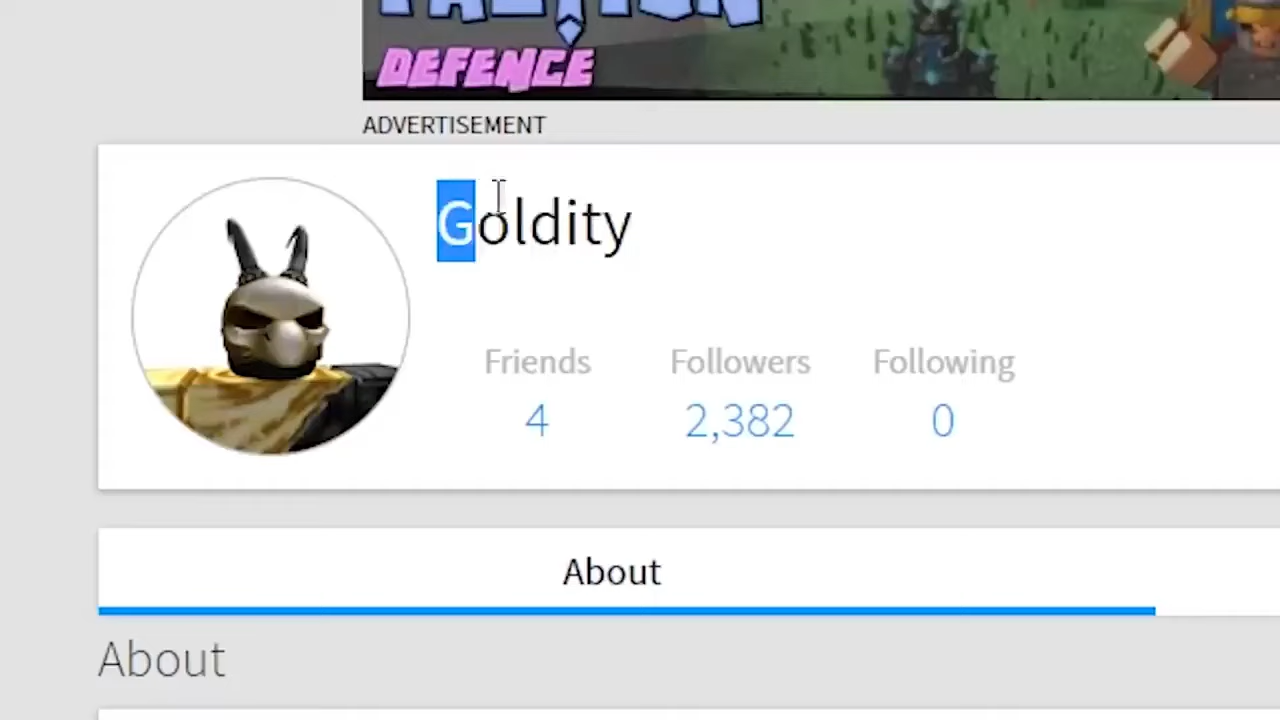 DEFENCE
ADVERTISEMENT
Goldity
Friends Followers Following
4 2,382 0
About
About